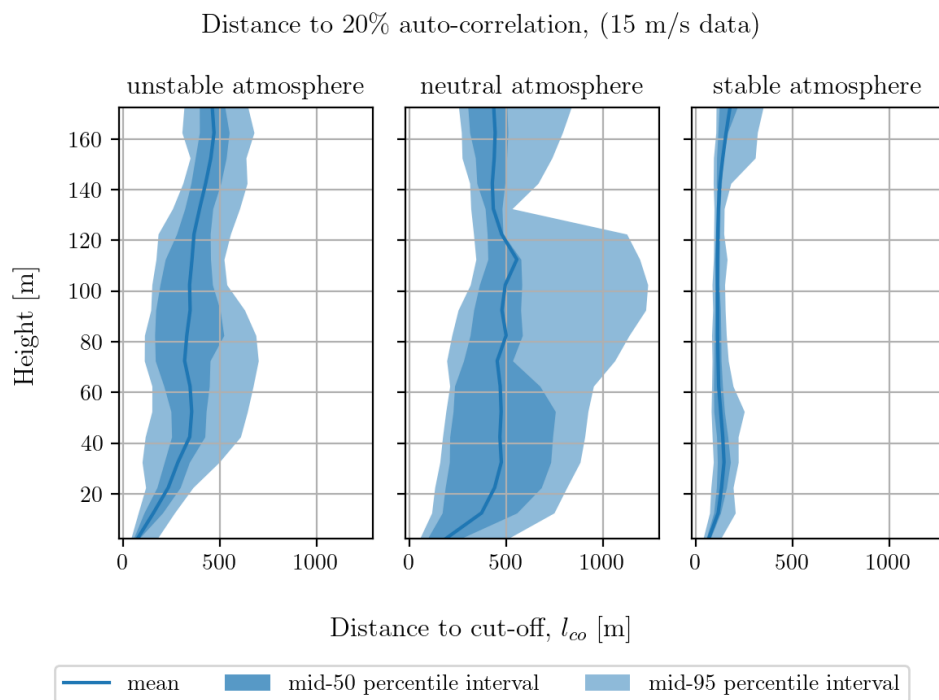 Distance to 20% auto-correlation, (15 m/s data)
unstable atmosphere neutral atmosphere stable atmosphere
160
140
120
100
80
60
40
20
Height [m]
0 500 1000 0 500 1000 0 500 1000
Distance to cut-off, l_co [m]
mean mid-50 percentile interval mid-95 percentile interval